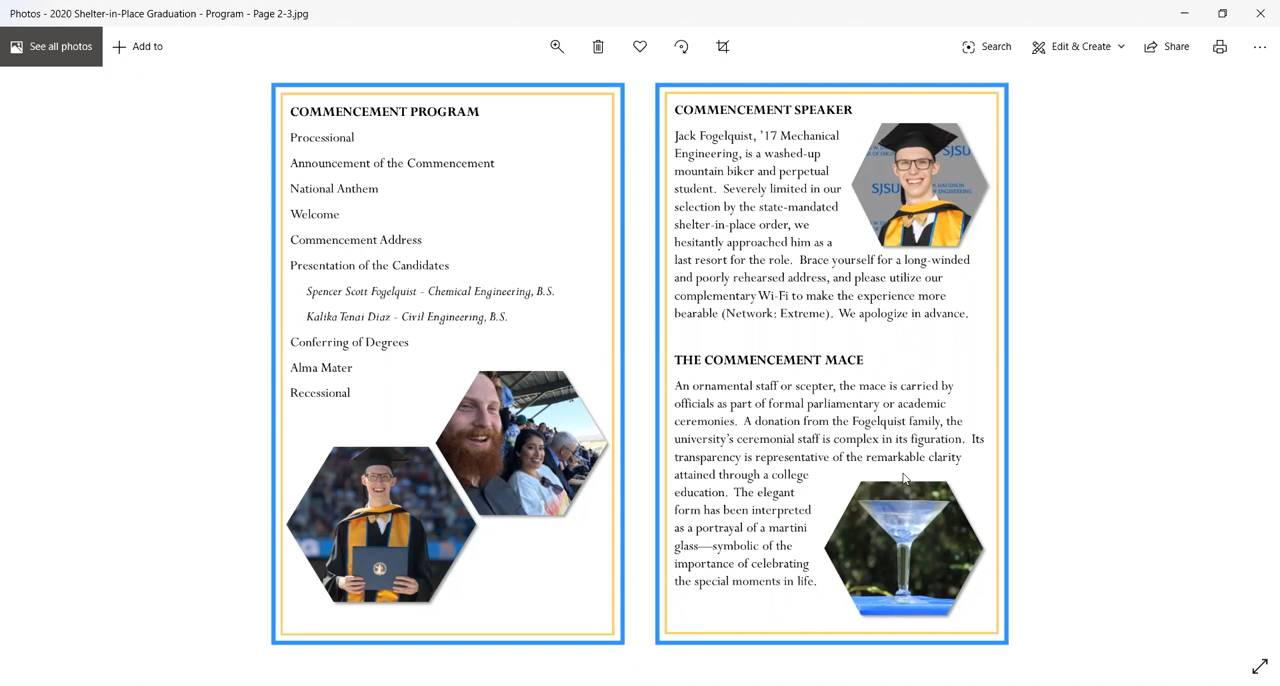 Photos - 2020 Shelter-in-Place Graduation - Program - Page 2-3.jpg
See all photos
Add to
Search
Edit & Create
Share
COMMENCEMENT PROGRAM
Processional
Announcement of the Commencement
National Anthem
Welcome
Commencement Address
Presentation of the Candidates
Spencer Scott Fogelquist - Chemical Engineering, B.S.
Kalika Tenai Diaz - Civil Engineering, B.S.
Conferring of Degrees
Alma Mater
Recessional
COMMENCEMENT SPEAKER
Jack Fogelquist, ’17 Mechanical
Engineering, is a washed-up
mountain biker and perpetual
student. Severely limited in our
selection by the state-mandated
shelter-in-place order, we
hesitantly approached him as a
last resort for the role. Brace yourself for a long-winded
and poorly rehearsed address, and please utilize our
complementary Wi-Fi to make the experience more
bearable (Network: Extreme). We apologize in advance.
SJSU
SJSU
THE COMMENCEMENT MACE
An ornamental staff or scepter, the mace is carried by
officials as part of formal parliamentary or academic
ceremonies. A donation from the Fogelquist family, the
university’s ceremonial staff is complex in its figuration. Its
transparency is representative of the remarkable clarity
attained through a college
education. The elegant
form has been interpreted
as a portrayal of a martini
glass—symbolic of the
importance of celebrating
the special moments in life.